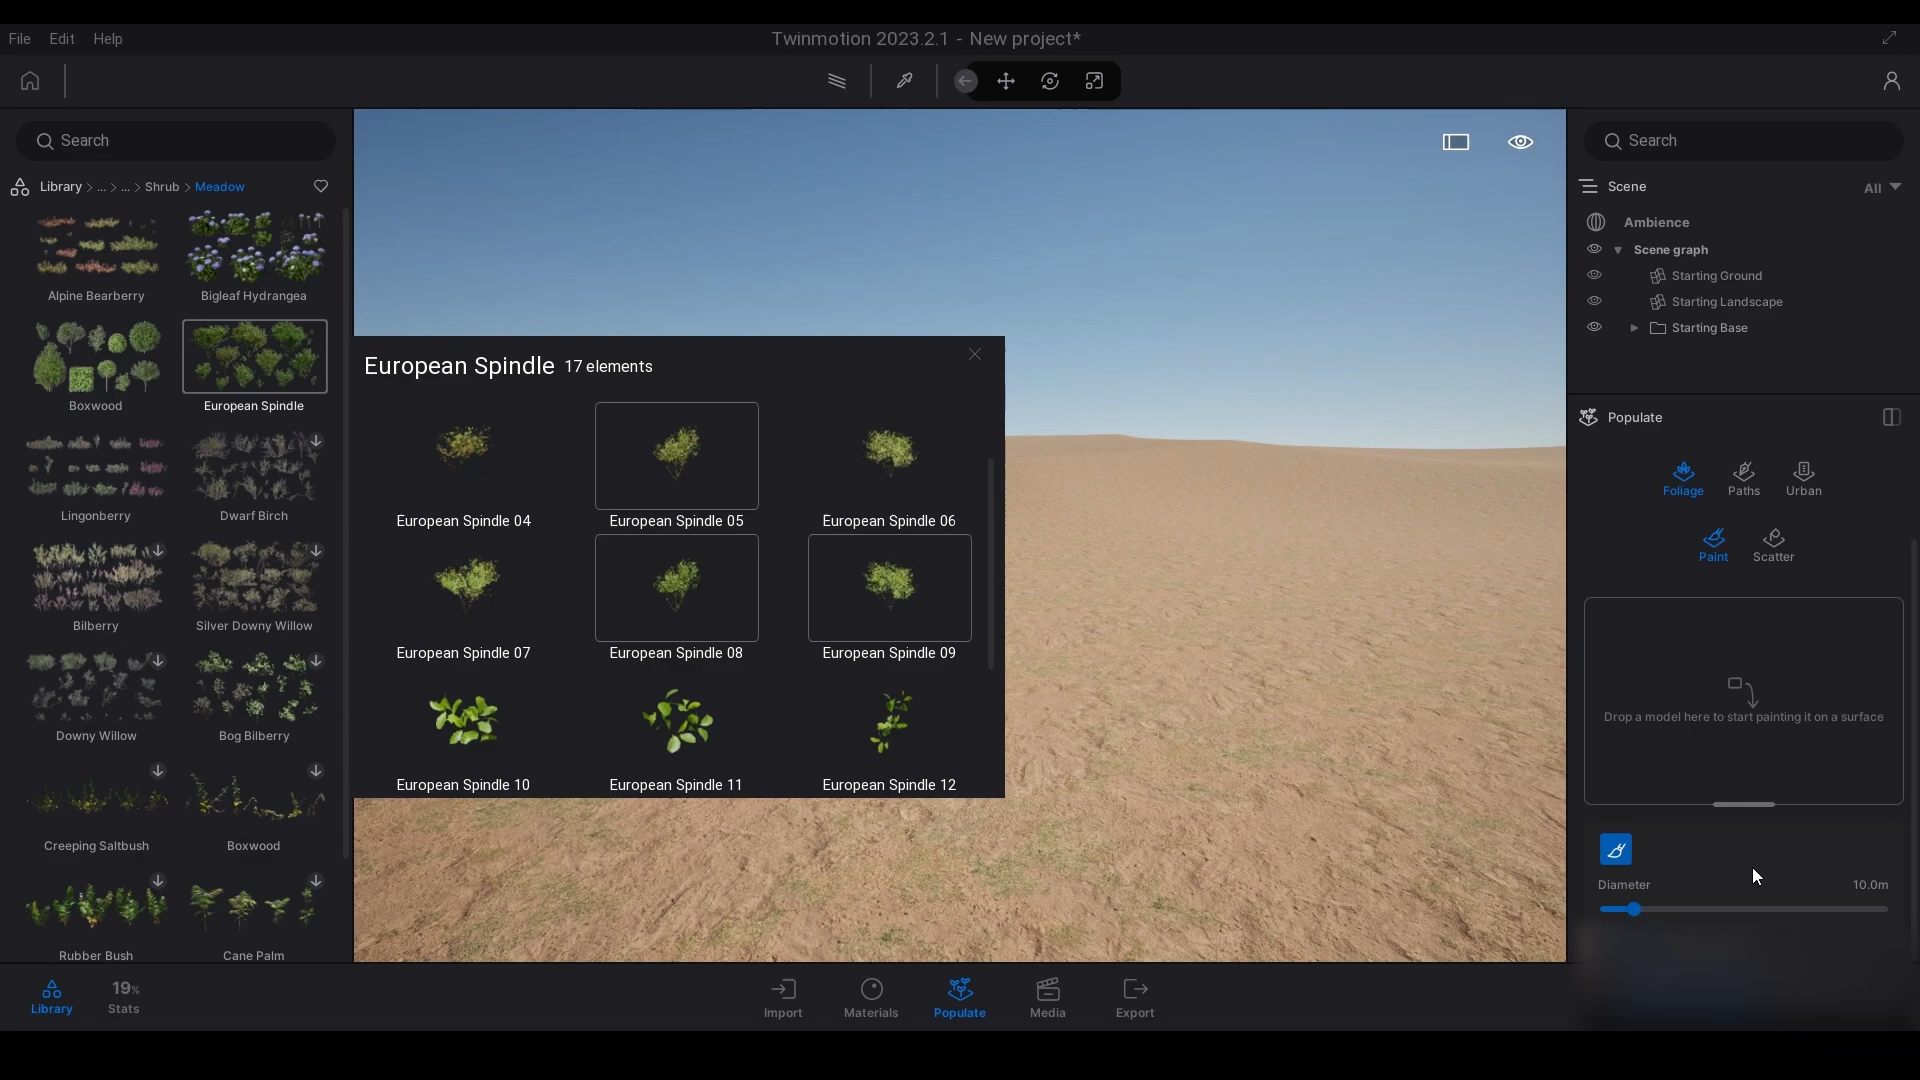 File Edit Help
Twinmotion 2023.2.1 - New project*
Search
Library > ... > ... > Shrub > Meadow
Alpine Bearberry
Bigleaf Hydrangea
Boxwood
European Spindle
Lingonberry
Dwarf Birch
Bilberry
Silver Downy Willow
Downy Willow
Bog Bilberry
Creeping Saltbush
Boxwood
Rubber Bush
Cane Palm
European Spindle 17 elements
European Spindle 04
European Spindle 05
European Spindle 06
European Spindle 07
European Spindle 08
European Spindle 09
European Spindle 10
European Spindle 11
European Spindle 12
Search
Scene
All
Ambience
Scene graph
Starting Ground
Starting Landscape
Starting Base
Populate
Foliage
Paths
Urban
Paint
Scatter
Drop a model here to start painting it on a surface
Diameter
10.0m
Library
19%
Stats
Import
Materials
Populate
Media
Export